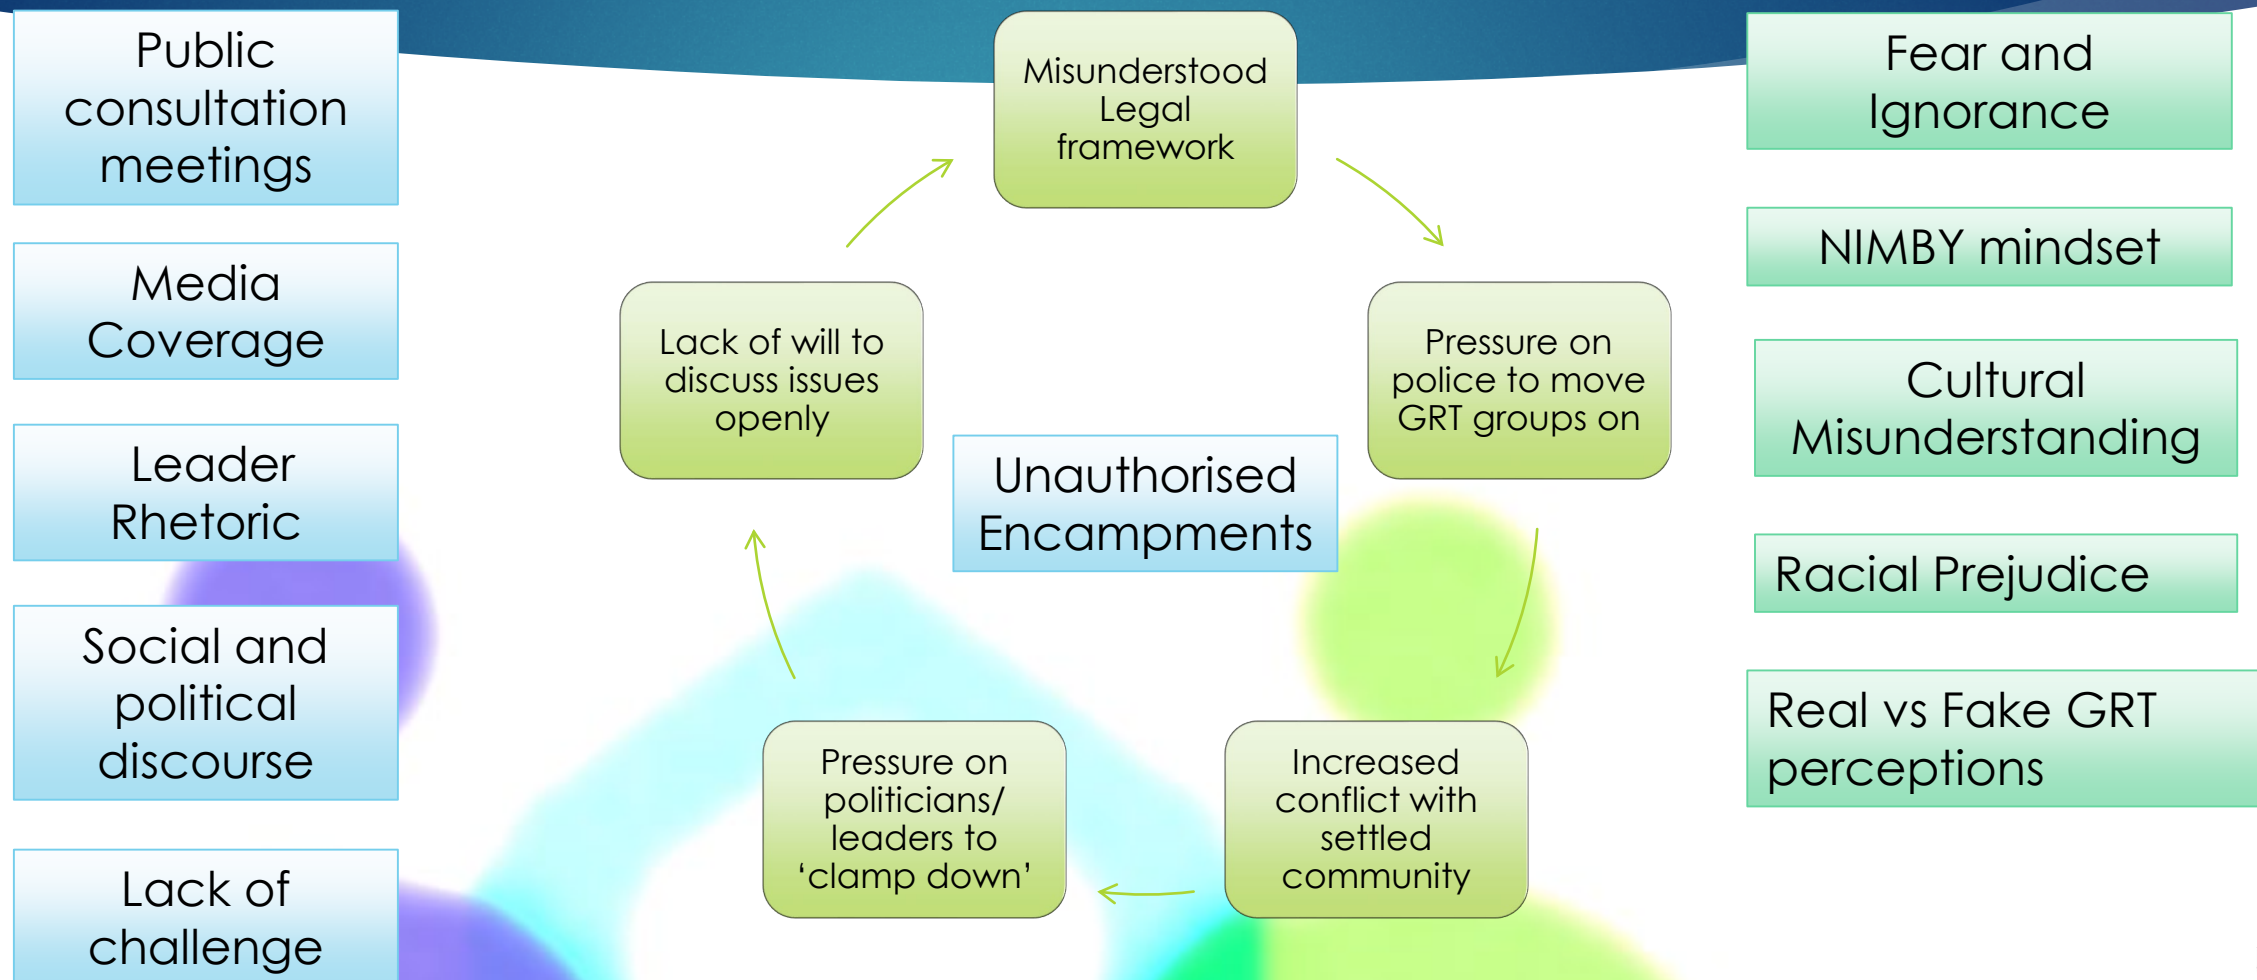 Public
consultation
meetings
Media
Coverage
Leader
Rhetoric
Social and
political
discourse
Lack of
challenge
Misunderstood
Legal
framework
Pressure on
police to move
GRT groups on
Increased
conflict with
settled
community
Pressure on
politicians/
leaders to
‘clamp down’
Lack of will to
discuss issues
openly
Unauthorised
Encampments
Fear and
Ignorance
NIMBY mindset
Cultural
Misunderstanding
Racial Prejudice
Real vs Fake GRT
perceptions